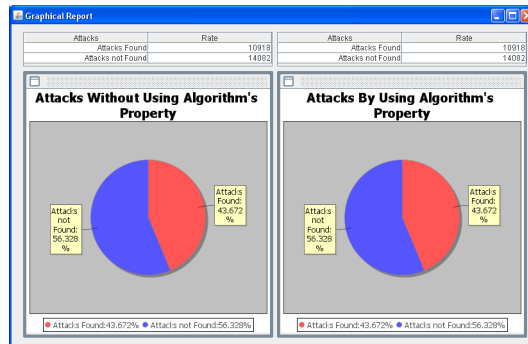 Graphical Report
Attacks Rate
Attacks Found 10918
Attacks not Found 14082
Attacks Rate
Attacks Found 10918
Attacks not Found 14082
Attacks Without Using Algorithm's
Property
Attacks
Found:
43.672
%
Attacks
not
Found:
56.328
%
Attacks Found:43.672% Attacks not Found:56.328%
Attacks By Using Algorithm's
Property
Attacks
Found:
43.672
%
Attacks
not
Found:
56.328
%
Attacks Found:43.672% Attacks not Found:56.328%